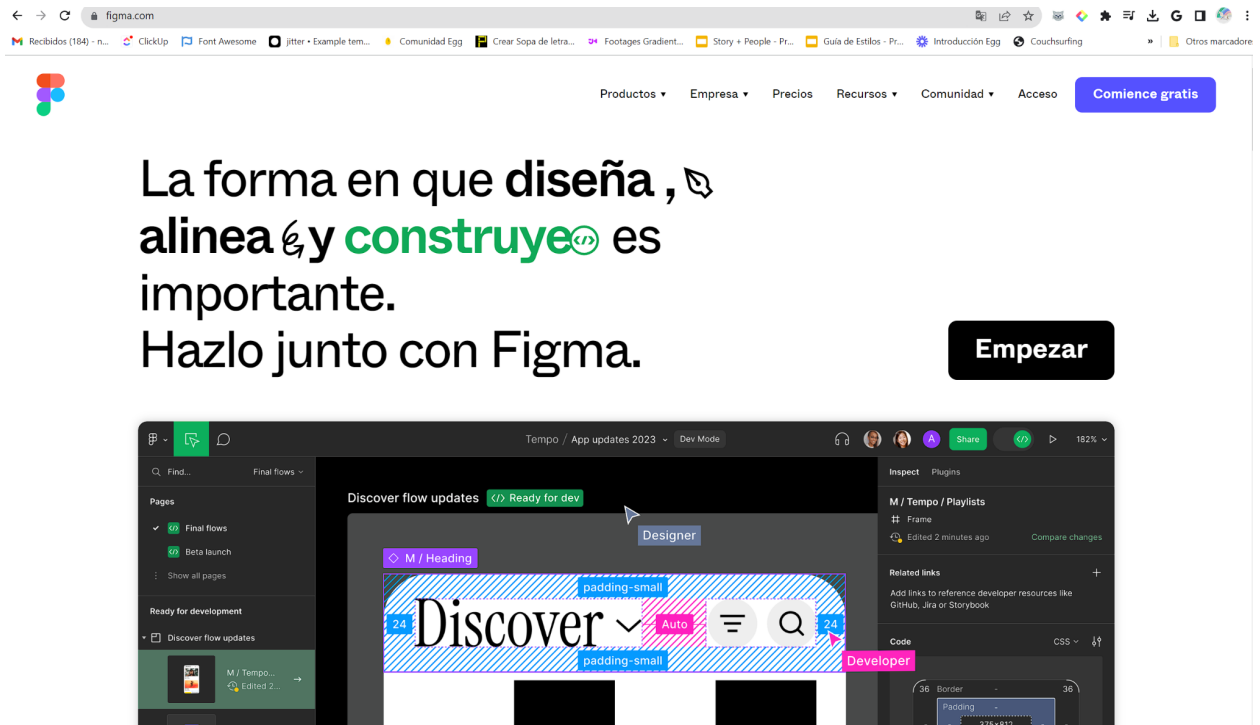 figma.com
Recibidos (184) - n... ClickUp Font Awesome jitter • Example tem... Comunidad Egg Crear Sopa de letra... Footages Gradient... Story + People - Pr... Guía de Estilos - Pr... Introducción Egg Couchsurfing » Otros marcadore
Productos Empresa Precios Recursos Comunidad Acceso Comience gratis
La forma en que diseña ,
alinea y construye es
importante.
Hazlo junto con Figma.
Empezar
Tempo / App updates 2023 Dev Mode A Share 182%
Find... Final flows
Pages
Final flows
Beta launch
Show all pages
Ready for development
Discover flow updates
M / Tempo...
Edited 2...
Discover flow updates Ready for dev
Designer
M / Heading
padding-small
24 Discover Auto 24
padding-small
Developer
Inspect Plugins
M / Tempo / Playlists
Frame
Edited 2 minutes ago Compare changes
Related links +
Add links to reference developer resources like
GitHub, Jira or Storybook
Code CSS
36 Border - 36
Padding -
375×812